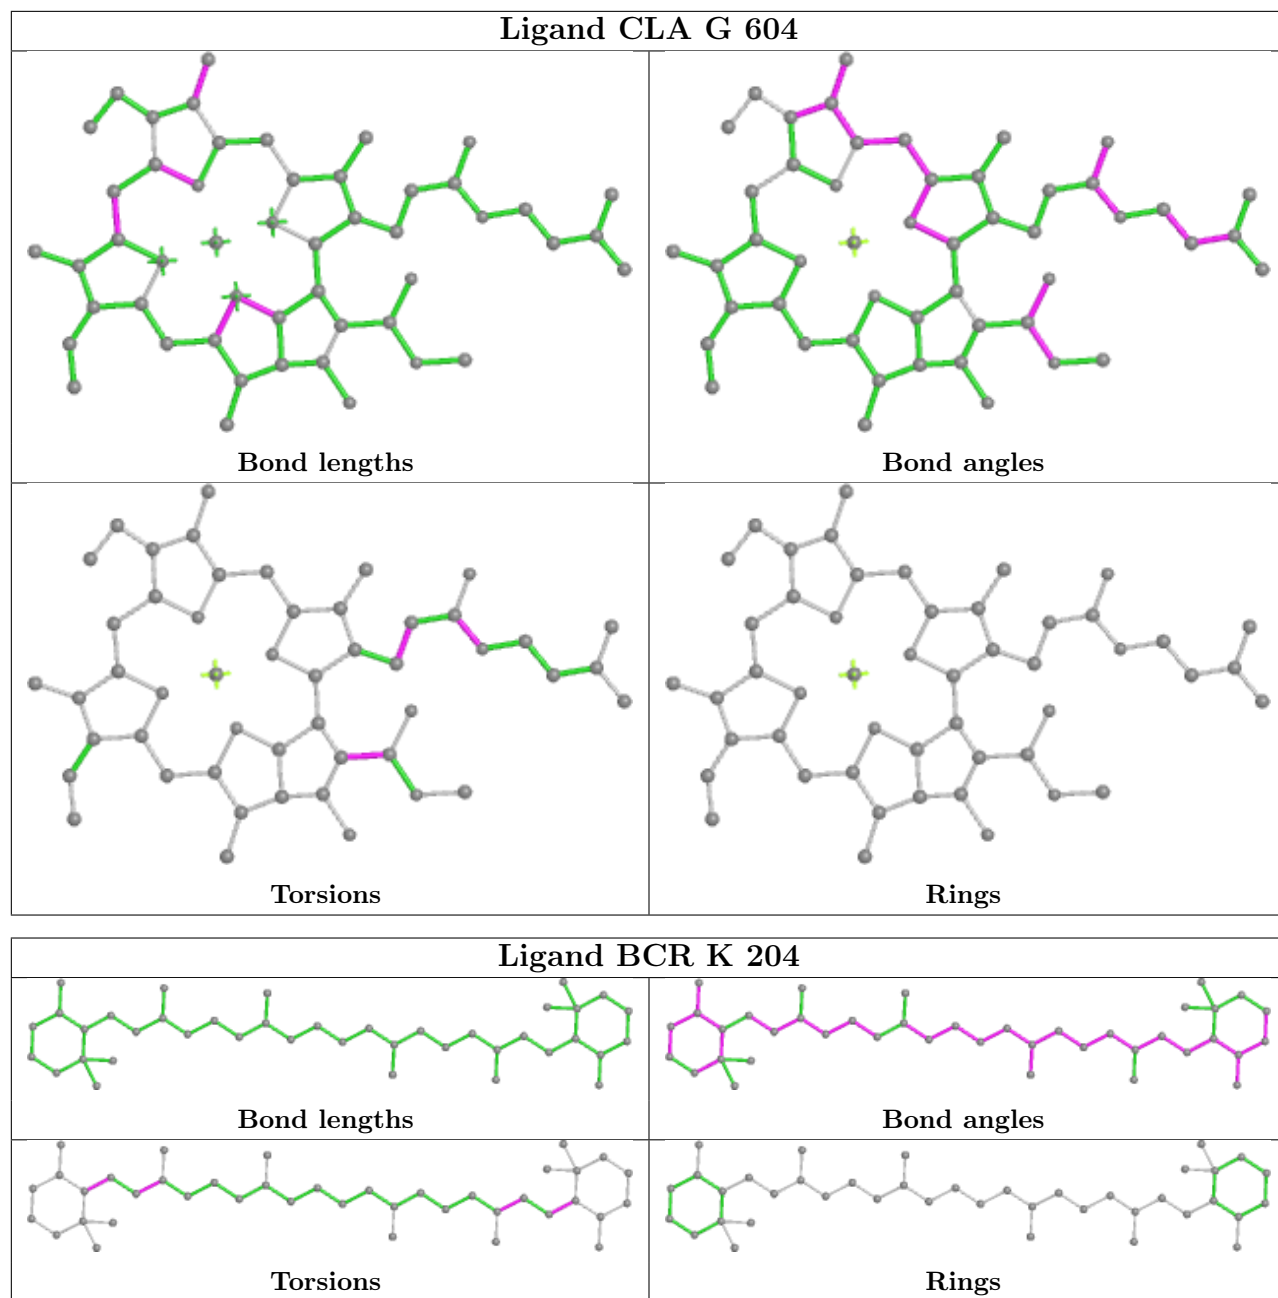 Ligand CLA G 604
Bond lengths
Bond angles
Torsions
Rings
Ligand BCR K 204
Bond lengths
Bond angles
Torsions
Rings